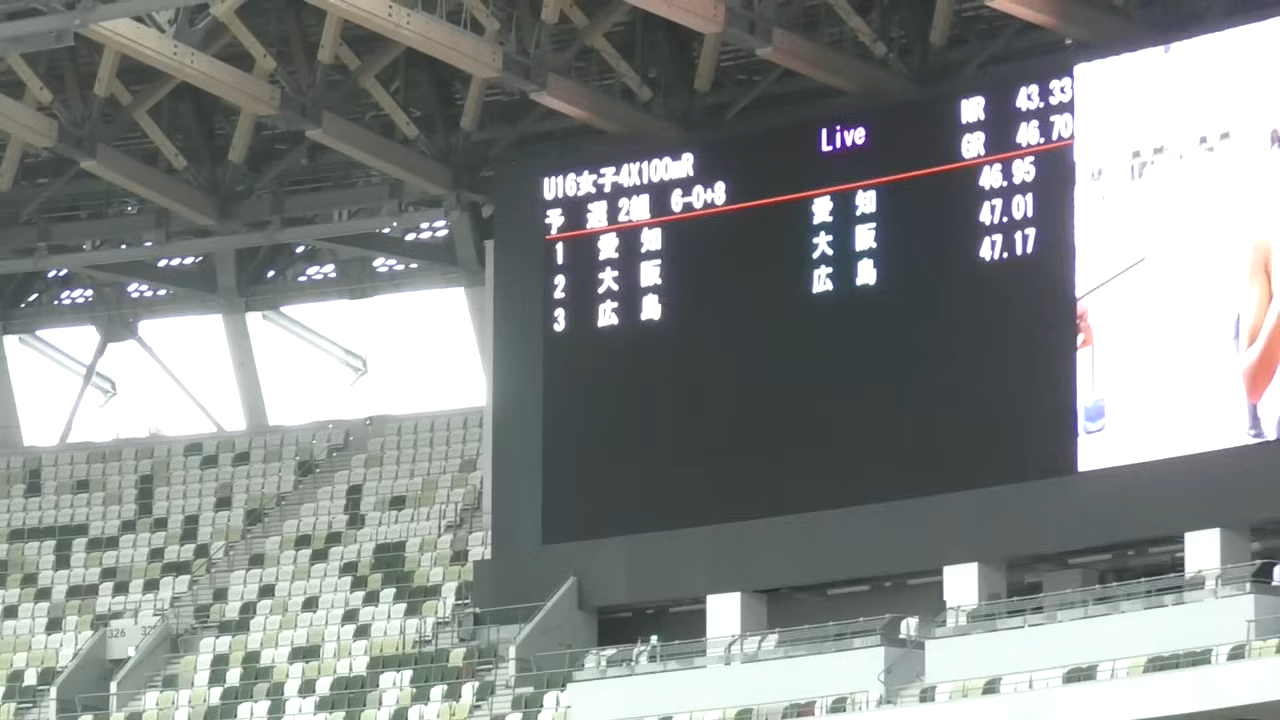 U16女子4X100mR Live NR 43.33
予 選 2組 6-0+8 GR 46.70
1 愛 知 愛 知 46.95
2 大 阪 大 阪 47.01
3 広 島 広 島 47.17
326